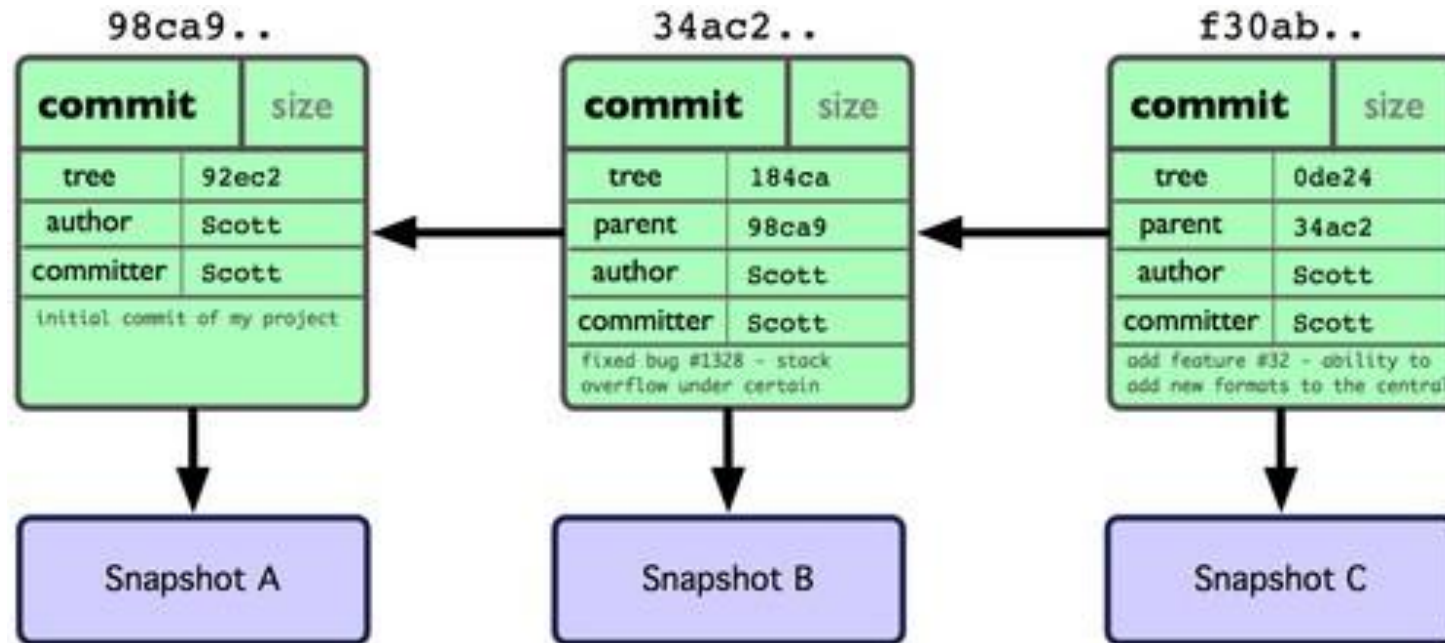 98ca9..
commit size
tree 92ec2
author Scott
committer Scott
initial commit of my project
Snapshot A
34ac2..
commit size
tree 184ca
parent 98ca9
author Scott
committer Scott
fixed bug #1328 - stack
overflow under certain
Snapshot B
f30ab..
commit size
tree 0de24
parent 34ac2
author Scott
committer Scott
add feature #32 - ability to
add new formats to the central
Snapshot C